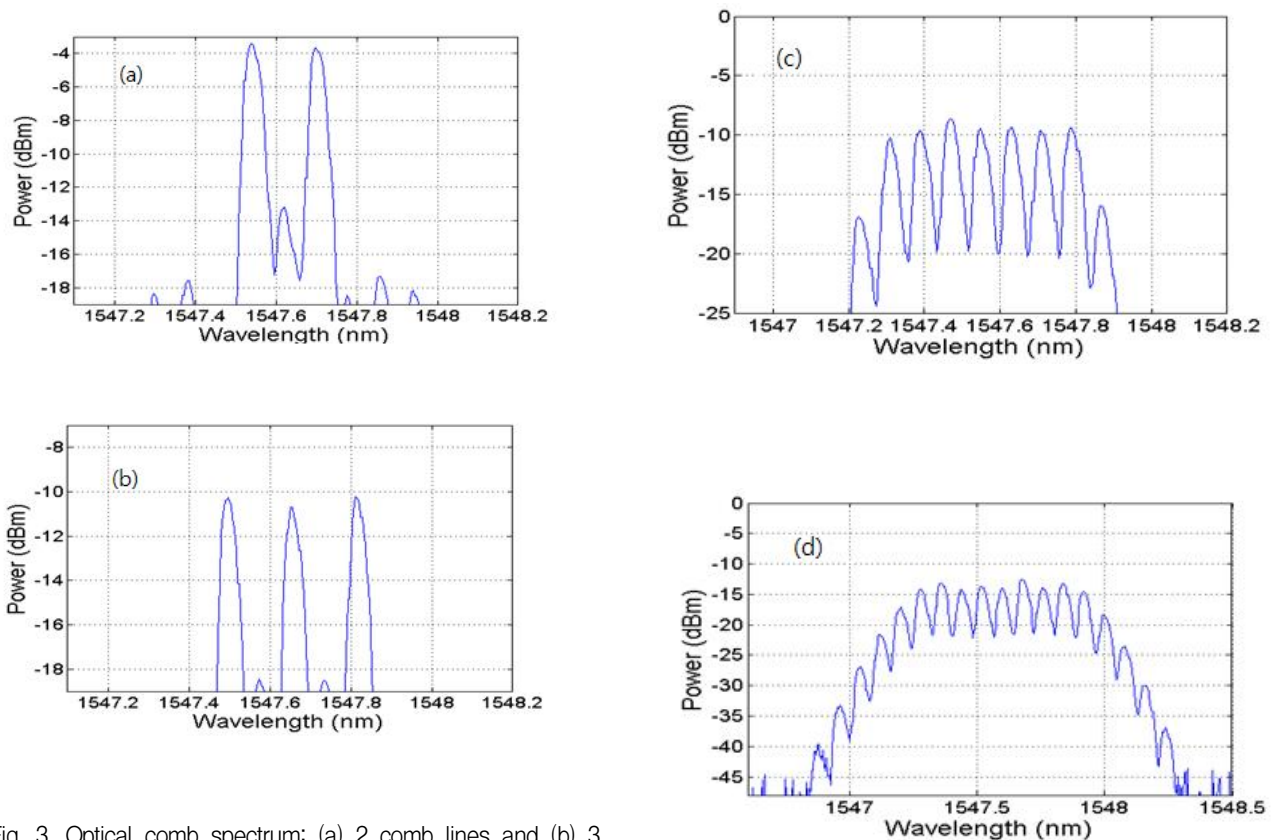 -4
-6
-8
-10
-12
-14
-16
-18
Power (dBm)
(a)
1547.2 1547.4 1547.6 1547.8 1548 1548.2
Wavelength (nm)
-8
-10
-12
-14
-16
-18
Power (dBm)
(b)
1547.2 1547.4 1547.6 1547.8 1548 1548.2
Wavelength (nm)
Fig. 3. Optical comb spectrum: (a) 2 comb lines and (b) 3
0
-5
-10
-15
-20
-25
Power (dBm)
(c)
1547 1547.2 1547.4 1547.6 1547.8 1548 1548.2
Wavelength (nm)
0
-5
-10
-15
-20
-25
-30
-35
-40
-45
Power (dBm)
(d)
1547 1547.5 1548 1548.5
Wavelength (nm)